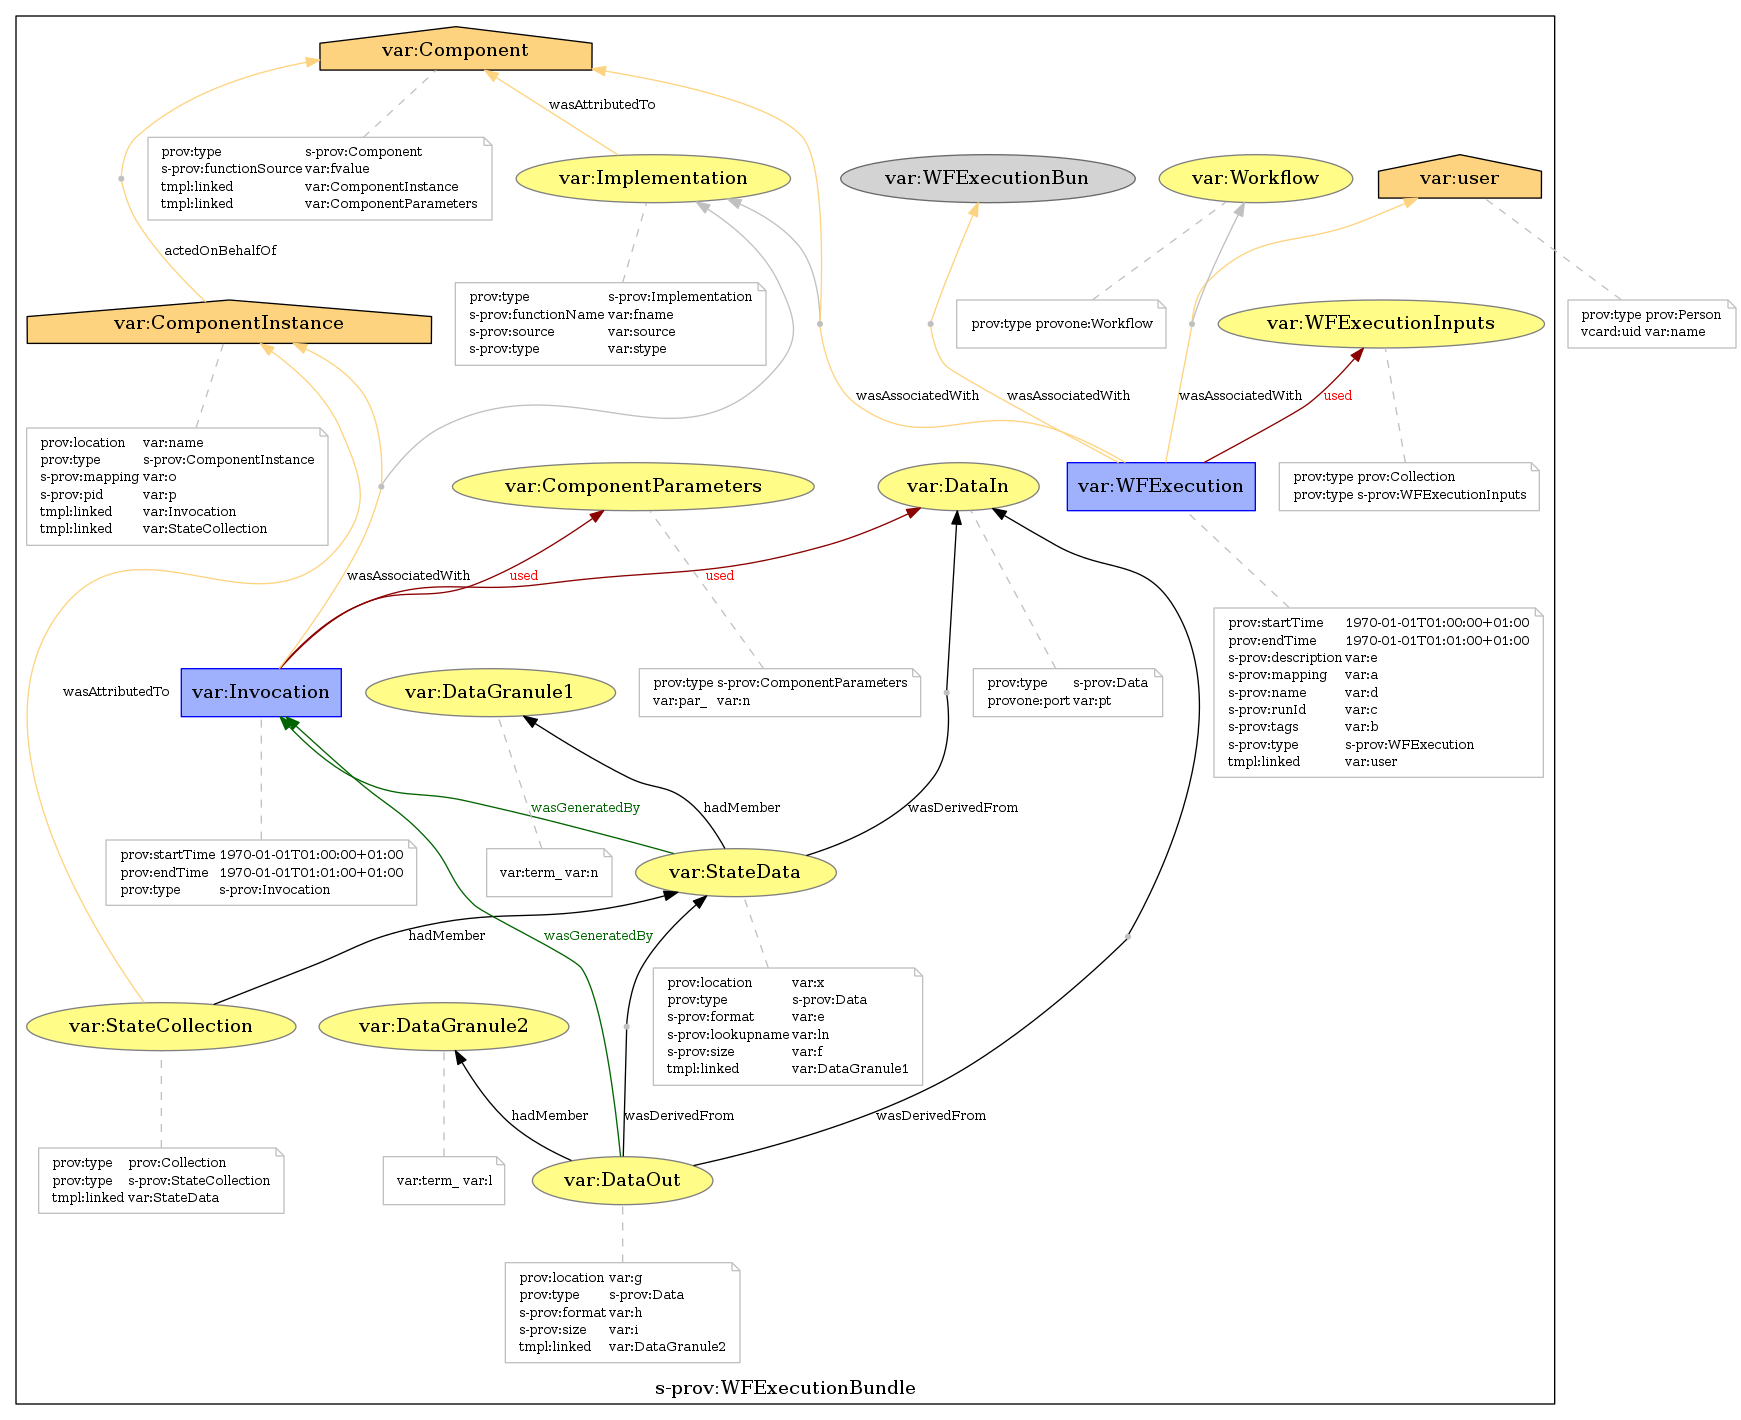 var:Component
wasAttributedTo
prov:type s-prov:Component
s-prov:functionSource var:fvalue
tmpl:linked var:ComponentInstance
tmpl:linked var:ComponentParameters
var:Implementation
var:WFExecutionBun
var:Workflow
var:user
actedOnBehalfOf
prov:type s-prov:Implementation
s-prov:functionName var:fname
s-prov:source var:source
s-prov:type var:stype
prov:type provone:Workflow
prov:type prov:Person
vcard:uid var:name
var:ComponentInstance
var:WFExecutionInputs
wasAssociatedWith
wasAssociatedWith
wasAssociatedWith
used
prov:location var:name
prov:type s-prov:ComponentInstance
s-prov:mapping var:o
s-prov:pid var:p
tmpl:linked var:Invocation
tmpl:linked var:StateCollection
var:ComponentParameters
var:DataIn
var:WFExecution
prov:type prov:Collection
prov:type s-prov:WFExecutionInputs
wasAssociatedWith
used
used
prov:startTime 1970-01-01T01:00:00+01:00
prov:endTime 1970-01-01T01:01:00+01:00
s-prov:description var:e
s-prov:mapping var:a
s-prov:name var:d
s-prov:runId var:c
s-prov:tags var:b
s-prov:type s-prov:WFExecution
tmpl:linked var:user
wasAttributedTo
var:Invocation
var:DataGranule1
prov:type s-prov:ComponentParameters
var:par_ var:n
prov:type s-prov:Data
provone:port var:pt
wasGeneratedBy
hadMember
wasDerivedFrom
prov:startTime 1970-01-01T01:00:00+01:00
prov:endTime 1970-01-01T01:01:00+01:00
prov:type s-prov:Invocation
var:term_ var:n
var:StateData
hadMember
wasGeneratedBy
prov:location var:x
prov:type s-prov:Data
s-prov:format var:e
s-prov:lookupname var:ln
s-prov:size var:f
tmpl:linked var:DataGranule1
var:StateCollection
var:DataGranule2
hadMember
wasDerivedFrom
wasDerivedFrom
prov:type prov:Collection
prov:type s-prov:StateCollection
tmpl:linked var:StateData
var:term_ var:l
var:DataOut
prov:location var:g
prov:type s-prov:Data
s-prov:format var:h
s-prov:size var:i
tmpl:linked var:DataGranule2
s-prov:WFExecutionBundle